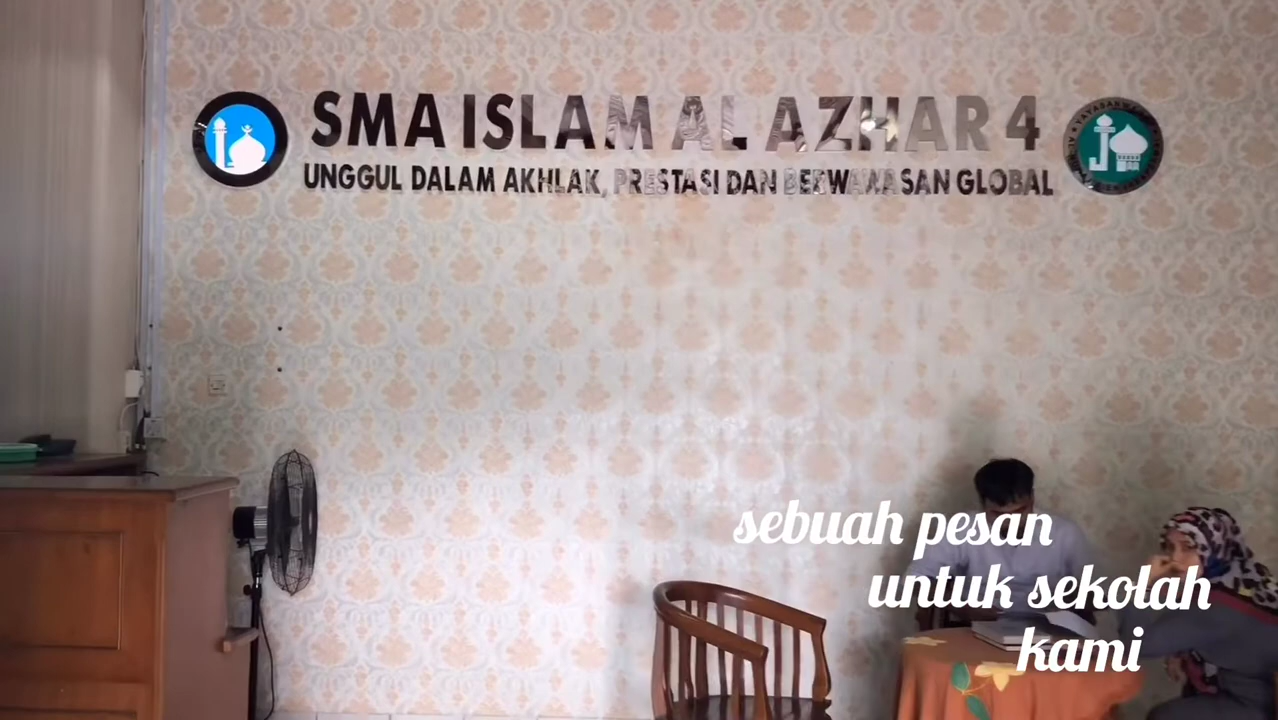 SMA ISLAM AL AZHAR 4
UNGGUL DALAM AKHLAK, PRESTASI DAN BERWAWASAN GLOBAL
sebuah pesan
untuk sekolah
kami